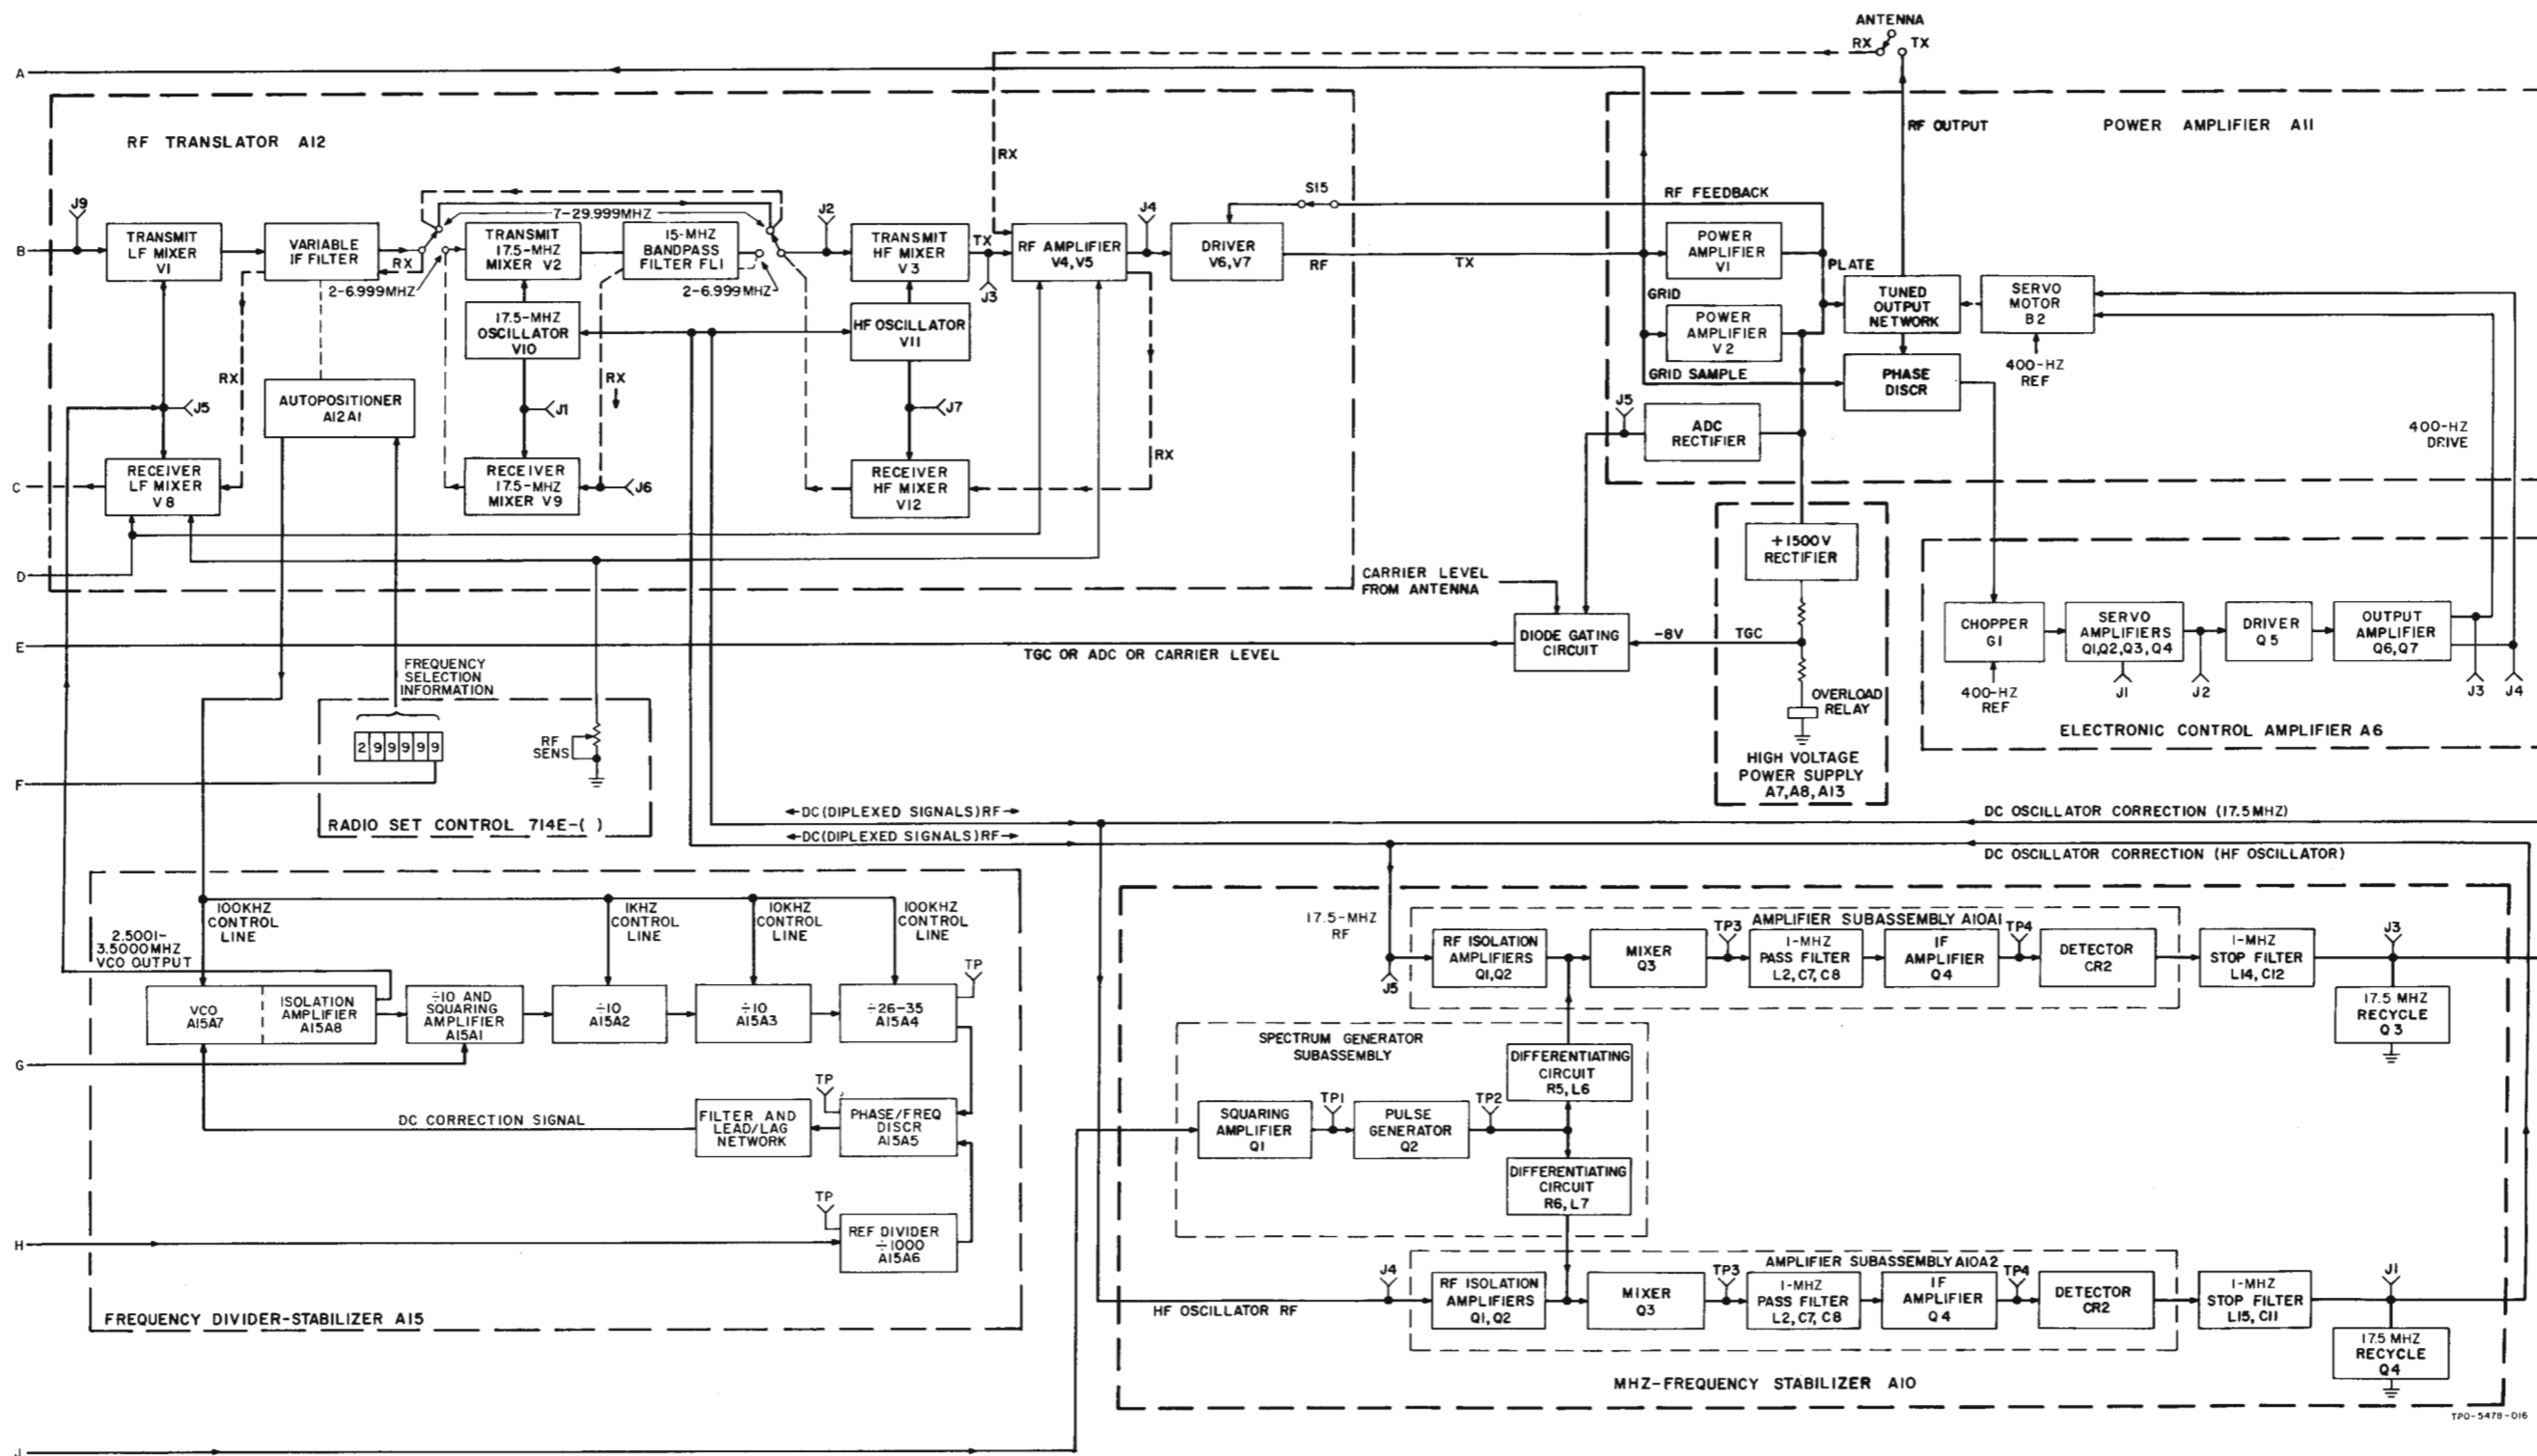 ANTENNA
RX
TX
A
RF TRANSLATOR A12
RX
RF OUTPUT
POWER AMPLIFIER A11
J9
B
TRANSMIT
LF MIXER
V1
VARIABLE
IF FILTER
RX
7-29.999MHZ
2-6.999MHZ
TRANSMIT
17.5-MHZ
MIXER V2
15-MHZ
BANDPASS
FILTER FL1
2-6.999MHZ
J2
TRANSMIT
HF MIXER
V3
TX
J3
RF AMPLIFIER
V4,V5
J4
DRIVER
V6,V7
S15
RF
TX
RF FEEDBACK
POWER
AMPLIFIER
V1
PLATE
GRID
POWER
AMPLIFIER
V2
GRID SAMPLE
TUNED
OUTPUT
NETWORK
SERVO
MOTOR
B2
400-HZ
REF
PHASE
DISCR
17.5-MHZ
OSCILLATOR
V10
HF OSCILLATOR
V11
RX
AUTOPOSITIONER
A12A1
J5
J1
RX
J7
J5
ADC
RECTIFIER
400-HZ
DRIVE
C
RECEIVER
LF MIXER
V8
RECEIVER
17.5-MHZ
MIXER V9
J6
RECEIVER
HF MIXER
V12
RX
D
CARRIER LEVEL
FROM ANTENNA
+1500V
RECTIFIER
E
TGC OR ADC OR CARRIER LEVEL
DIODE GATING
CIRCUIT
-8V
TGC
OVERLOAD
RELAY
HIGH VOLTAGE
POWER SUPPLY
A7,A8,A13
CHOPPER
G1
400-HZ
REF
SERVO
AMPLIFIERS
Q1,Q2,Q3,Q4
J1
J2
DRIVER
Q5
OUTPUT
AMPLIFIER
Q6,Q7
J3
J4
ELECTRONIC CONTROL AMPLIFIER A6
FREQUENCY
SELECTION
INFORMATION
2 9 9 9 9 9
RF
SENS
F
RADIO SET CONTROL 714E-( )
DC(DIPLEXED SIGNALS)RF
DC(DIPLEXED SIGNALS)RF
DC OSCILLATOR CORRECTION (17.5MHZ)
DC OSCILLATOR CORRECTION (HF OSCILLATOR)
2.5001-
3.5000MHZ
VCO OUTPUT
100KHZ
CONTROL
LINE
1KHZ
CONTROL
LINE
10KHZ
CONTROL
LINE
100KHZ
CONTROL
LINE
VCO
A15A7
ISOLATION
AMPLIFIER
A15A8
÷10 AND
SQUARING
AMPLIFIER
A15A1
÷10
A15A2
÷10
A15A3
÷26-35
A15A4
TP
G
DC CORRECTION SIGNAL
FILTER AND
LEAD/LAG
NETWORK
TP
PHASE/FREQ
DISCR
A15A5
TP
H
REF DIVIDER
÷1000
A15A6
FREQUENCY DIVIDER-STABILIZER A15
17.5-MHZ
RF
J5
AMPLIFIER SUBASSEMBLY A10A1
RF ISOLATION
AMPLIFIERS
Q1,Q2
MIXER
Q3
TP3
1-MHZ
PASS FILTER
L2,C7,C8
IF
AMPLIFIER
Q4
TP4
DETECTOR
CR2
1-MHZ
STOP FILTER
L14,C12
J3
17.5 MHZ
RECYCLE
Q3
SPECTRUM GENERATOR
SUBASSEMBLY
DIFFERENTIATING
CIRCUIT
R5,L6
SQUARING
AMPLIFIER
Q1
TP1
PULSE
GENERATOR
Q2
TP2
DIFFERENTIATING
CIRCUIT
R6,L7
HF OSCILLATOR RF
J4
AMPLIFIER SUBASSEMBLY A10A2
RF ISOLATION
AMPLIFIERS
Q1,Q2
MIXER
Q3
TP3
1-MHZ
PASS FILTER
L2,C7,C8
IF
AMPLIFIER
Q4
TP4
DETECTOR
CR2
1-MHZ
STOP FILTER
L15,C11
J1
17.5 MHZ
RECYCLE
Q4
MHZ-FREQUENCY STABILIZER A10
TPO-5478-016